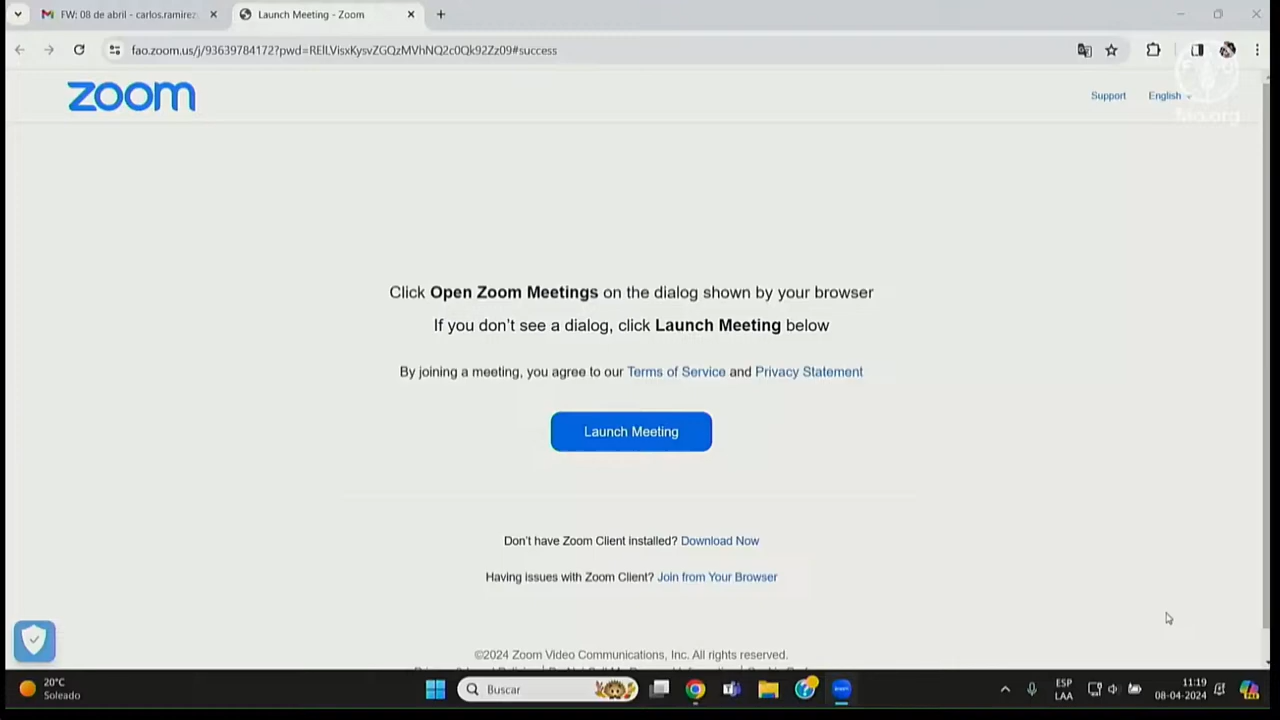 FW: 08 de abril - carlos.ramirez
Launch Meeting - Zoom
fao.zoom.us/j/93639784172?pwd=RElLVisxKysvZGQzMVhNQ2c0Qk92Zz09#success
fao.org
zoom
Support
English
Click Open Zoom Meetings on the dialog shown by your browser
If you don't see a dialog, click Launch Meeting below
By joining a meeting, you agree to our Terms of Service and Privacy Statement
Launch Meeting
Don't have Zoom Client installed? Download Now
Having issues with Zoom Client? Join from Your Browser
©2024 Zoom Video Communications, Inc. All rights reserved.
20°C
Soleado
Buscar
zoom
ESP
LAA
11:19
08-04-2024